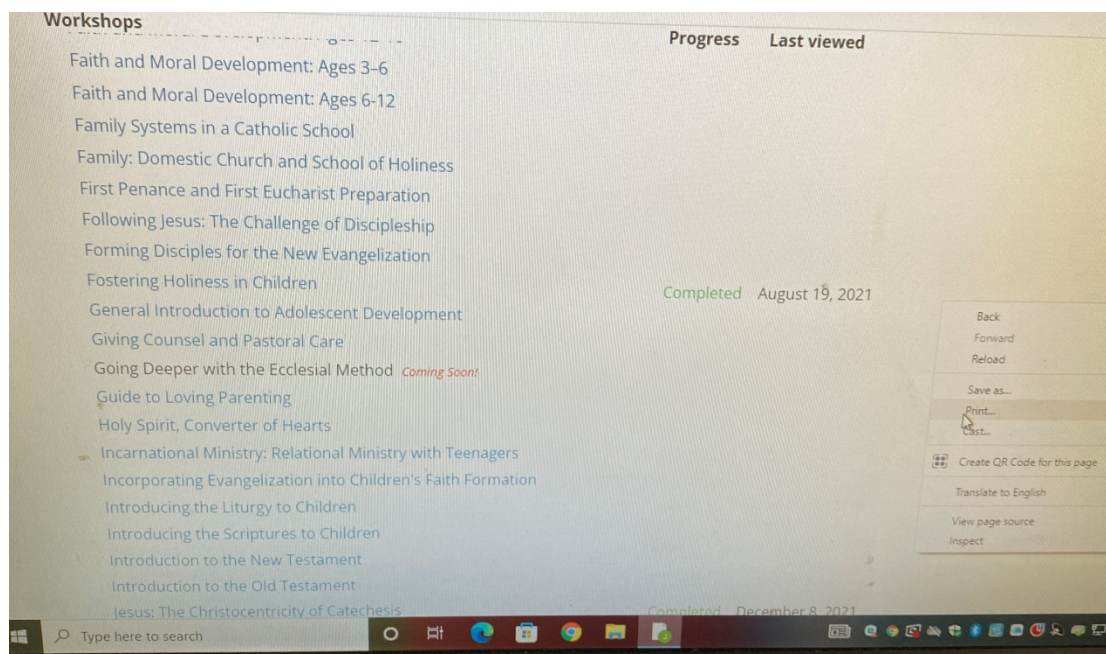 Workshops
Progress Last viewed
Faith and Moral Development: Ages 3–6
Faith and Moral Development: Ages 6-12
Family Systems in a Catholic School
Family: Domestic Church and School of Holiness
First Penance and First Eucharist Preparation
Following Jesus: The Challenge of Discipleship
Forming Disciples for the New Evangelization
Fostering Holiness in Children
Completed August 19, 2021
General Introduction to Adolescent Development
Giving Counsel and Pastoral Care
Going Deeper with the Ecclesial Method Coming Soon!
Guide to Loving Parenting
Holy Spirit, Converter of Hearts
Incarnational Ministry: Relational Ministry with Teenagers
Incorporating Evangelization into Children's Faith Formation
Introducing the Liturgy to Children
Introducing the Scriptures to Children
Introduction to the New Testament
Introduction to the Old Testament
Jesus: The Christocentricity of Catechesis
Completed December 8, 2021
Back
Forward
Reload
Save as...
Print...
Cast...
Create QR Code for this page
Translate to English
View page source
Inspect
Type here to search